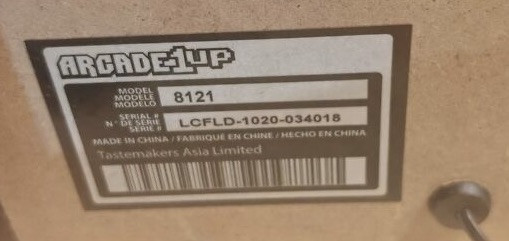 ARCADE1UP
MODEL
MODÈLE
MODELO
8121
SERIAL #
N° DE SÉRIE
SERIE #
LCFLD-1020-034018
MADE IN CHINA / FABRIQUÉ EN CHINE / HECHO EN CHINA
Tastemakers Asia Limited